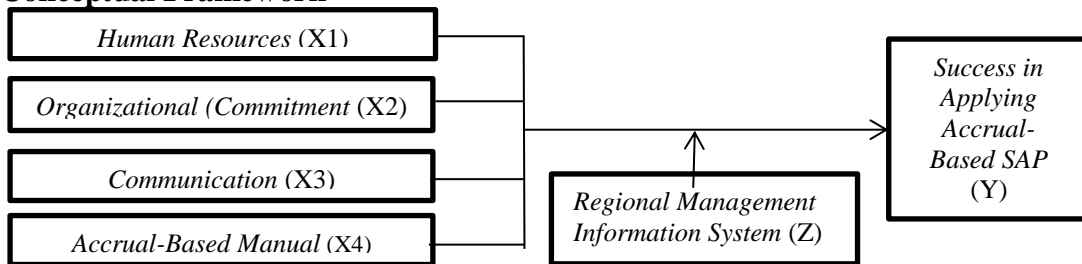 Conceptual Framework
Human Resources (X1)
Organizational (Commitment (X2)
Communication (X3)
Accrual-Based Manual (X4)
Regional Management
Information System (Z)
Success in
Applying
Accrual-
Based SAP
(Y)